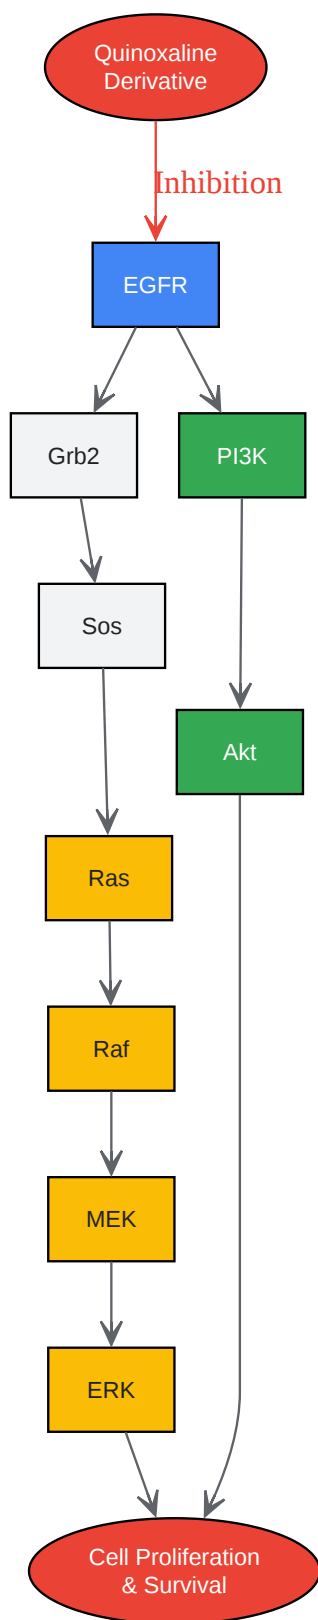 Quinoxaline
Derivative
Inhibition
EGFR
Grb2
PI3K
Sos
Akt
Ras
Raf
MEK
ERK
Cell Proliferation
& Survival